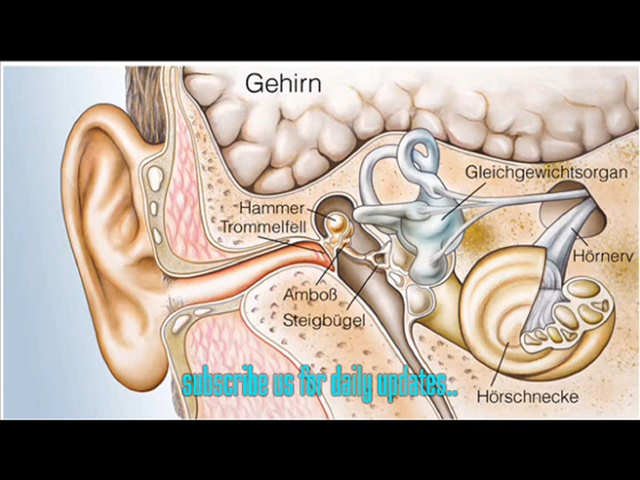 Gehirn
Gleichgewichtsorgan
Hammer
Trommelfell
Hörnerv
Amboß
Steigbügel
subscribe us for daily updates..
Hörschnecke